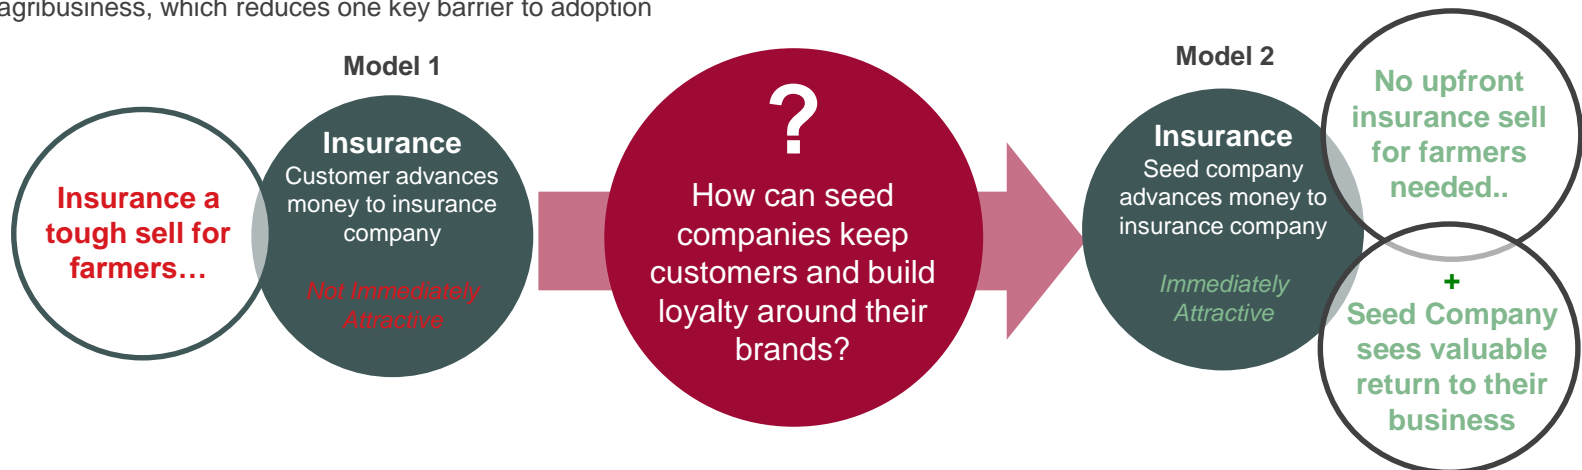 agribusiness, which reduces one key barrier to adoption
Model 1
Insurance a
tough sell for
farmers…
Insurance
Customer advances
money to insurance
company
Not Immediately
Attractive
?
How can seed
companies keep
customers and build
loyalty around their
brands?
Model 2
Insurance
Seed company
advances money to
insurance company
Immediately
Attractive
No upfront
insurance sell
for farmers
needed..
+
Seed Company
sees valuable
return to their
business